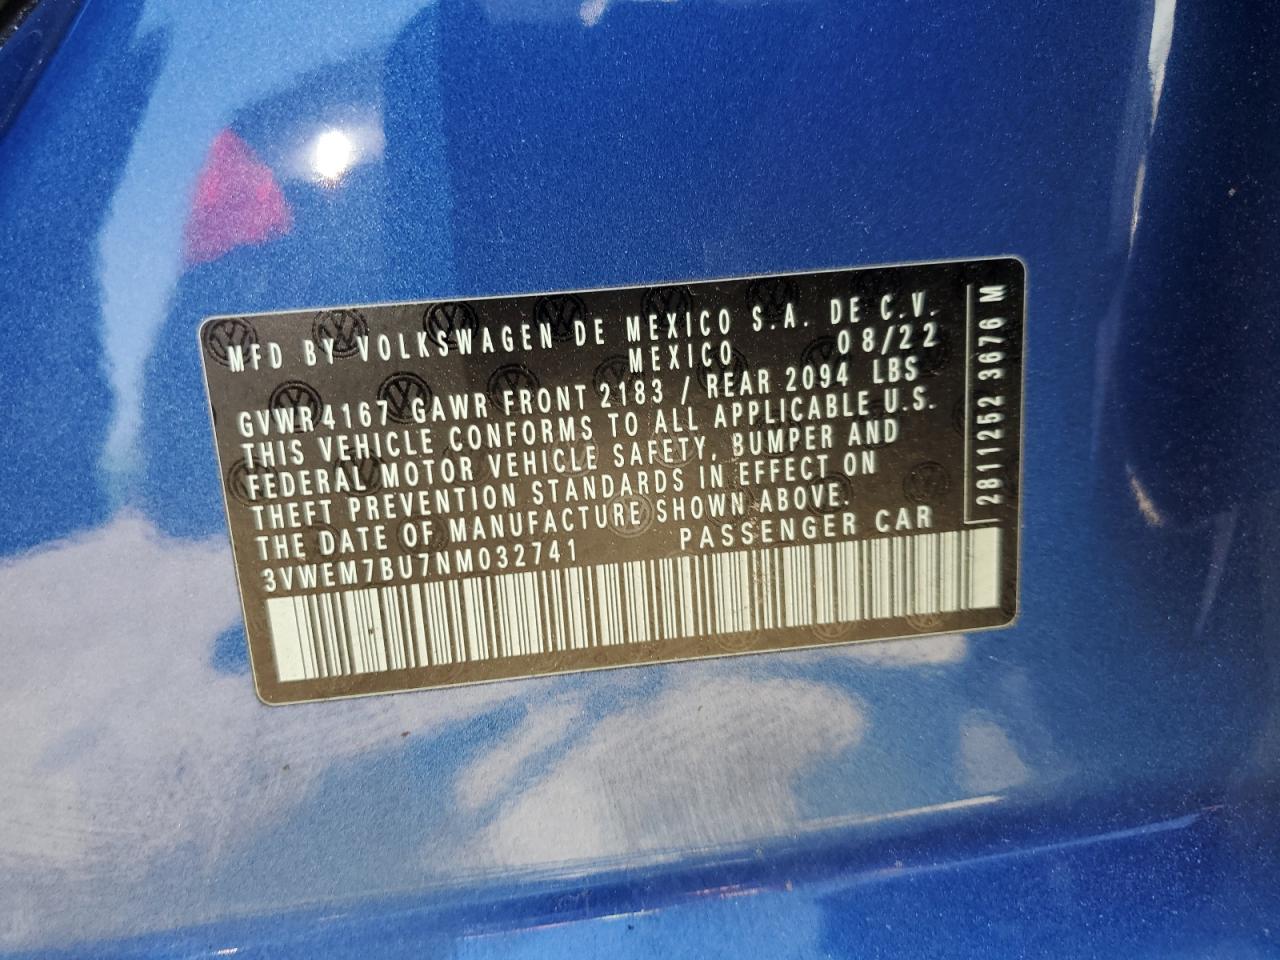 MFD BY VOLKSWAGEN DE MEXICO S.A. DE C.V.
MEXICO 08/22
GVWR 4167 GAWR FRONT 2183 / REAR 2094 LBS
THIS VEHICLE CONFORMS TO ALL APPLICABLE U.S.
FEDERAL MOTOR VEHICLE SAFETY, BUMPER AND
THEFT PREVENTION STANDARDS IN EFFECT ON
THE DATE OF MANUFACTURE SHOWN ABOVE.
3VWEM7BU7NM032741 PASSENGER CAR
2811252 3676 M